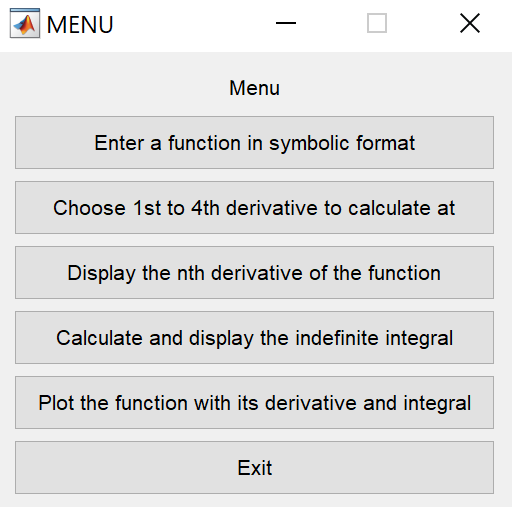 MENU
Menu
Enter a function in symbolic format
Choose 1st to 4th derivative to calculate at
Display the nth derivative of the function
Calculate and display the indefinite integral
Plot the function with its derivative and integral
Exit